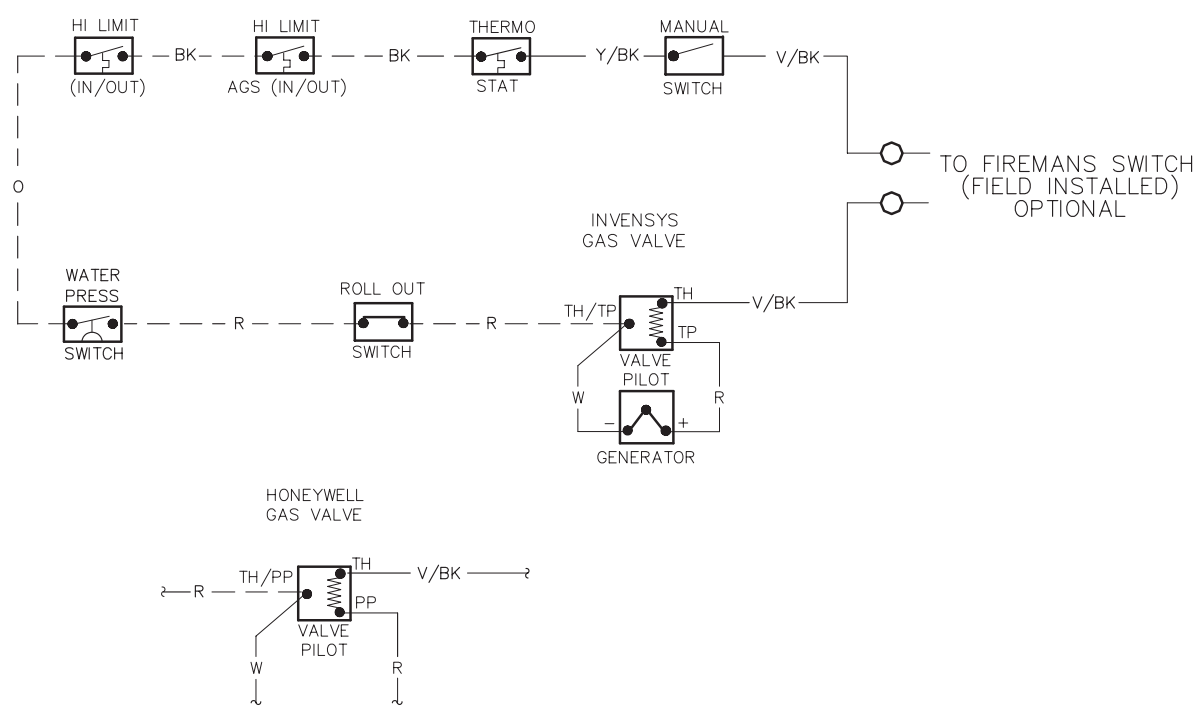 HI LIMIT
(IN/OUT)
BK
HI LIMIT
AGS (IN/OUT)
BK
THERMO
STAT
Y/BK
MANUAL
SWITCH
V/BK
TO FIREMANS SWITCH
(FIELD INSTALLED)
OPTIONAL
O
WATER
PRESS
SWITCH
R
ROLL OUT
SWITCH
R
INVENSYS
GAS VALVE
TH/TP
TH
TP
V/BK
VALVE
PILOT
W
R
- +
GENERATOR
HONEYWELL
GAS VALVE
R
TH/PP
TH
PP
V/BK
VALVE
PILOT
W
R